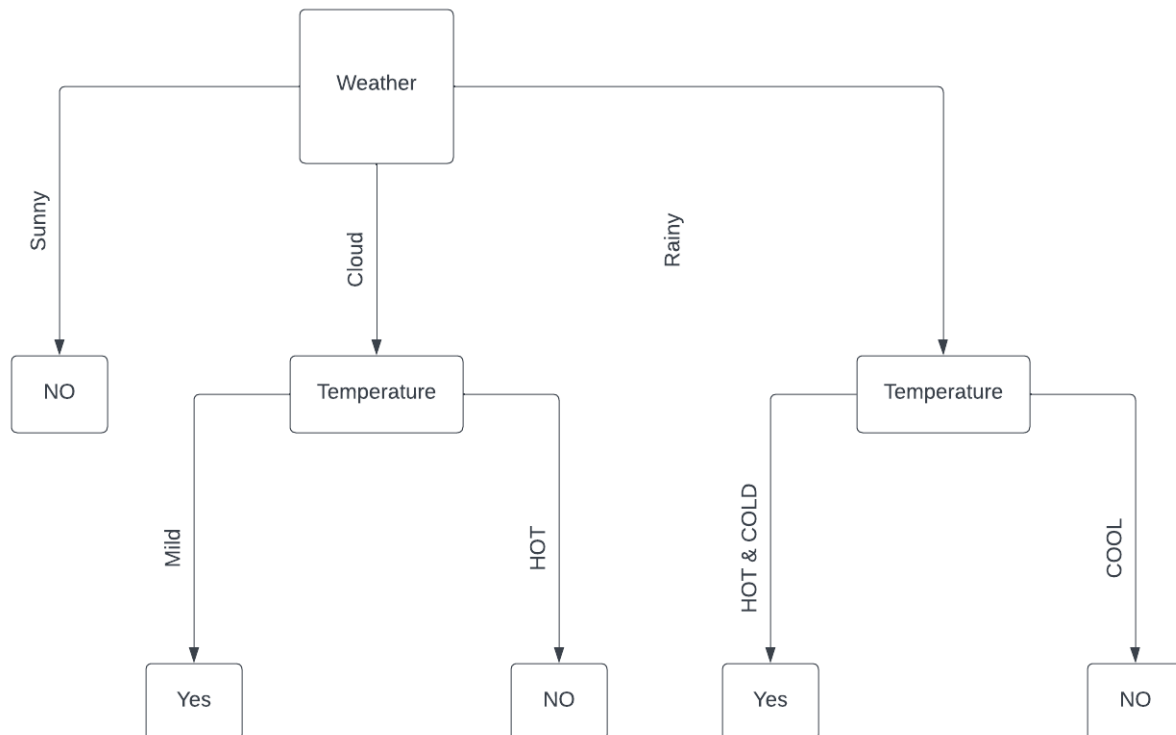 Weather
Sunny
Cloud
Rainy
NO
Temperature
Temperature
Mild
HOT
HOT & COLD
COOL
Yes
NO
Yes
NO